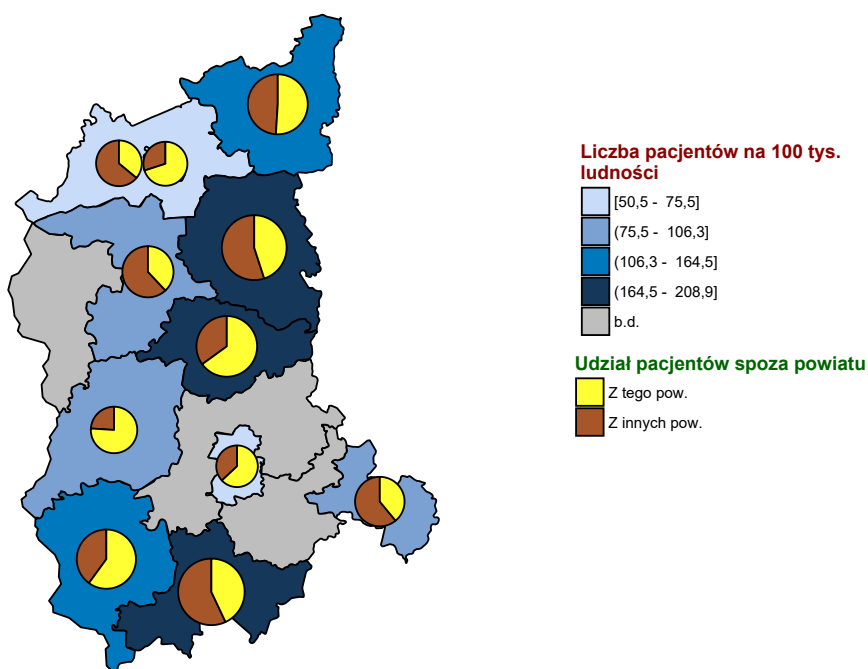 Liczba pacjentów na 100 tys.
ludności
[50,5 - 75,5]
(75,5 - 106,3]
(106,3 - 164,5]
(164,5 - 208,9]
b.d.
Udział pacjentów spoza powiatu
Z tego pow.
Z innych pow.